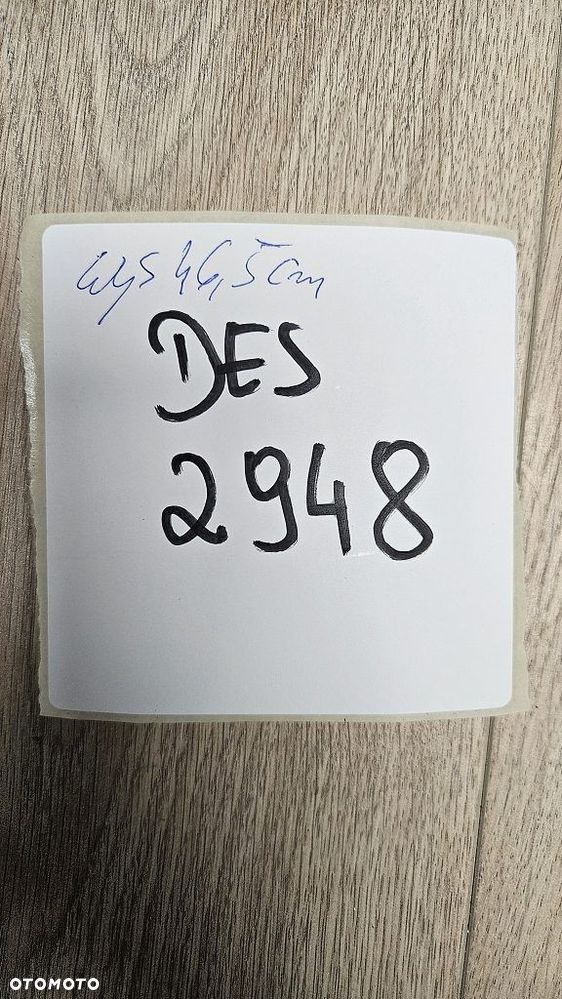 wys 46,5cm
DES
2948
OTOMOTO